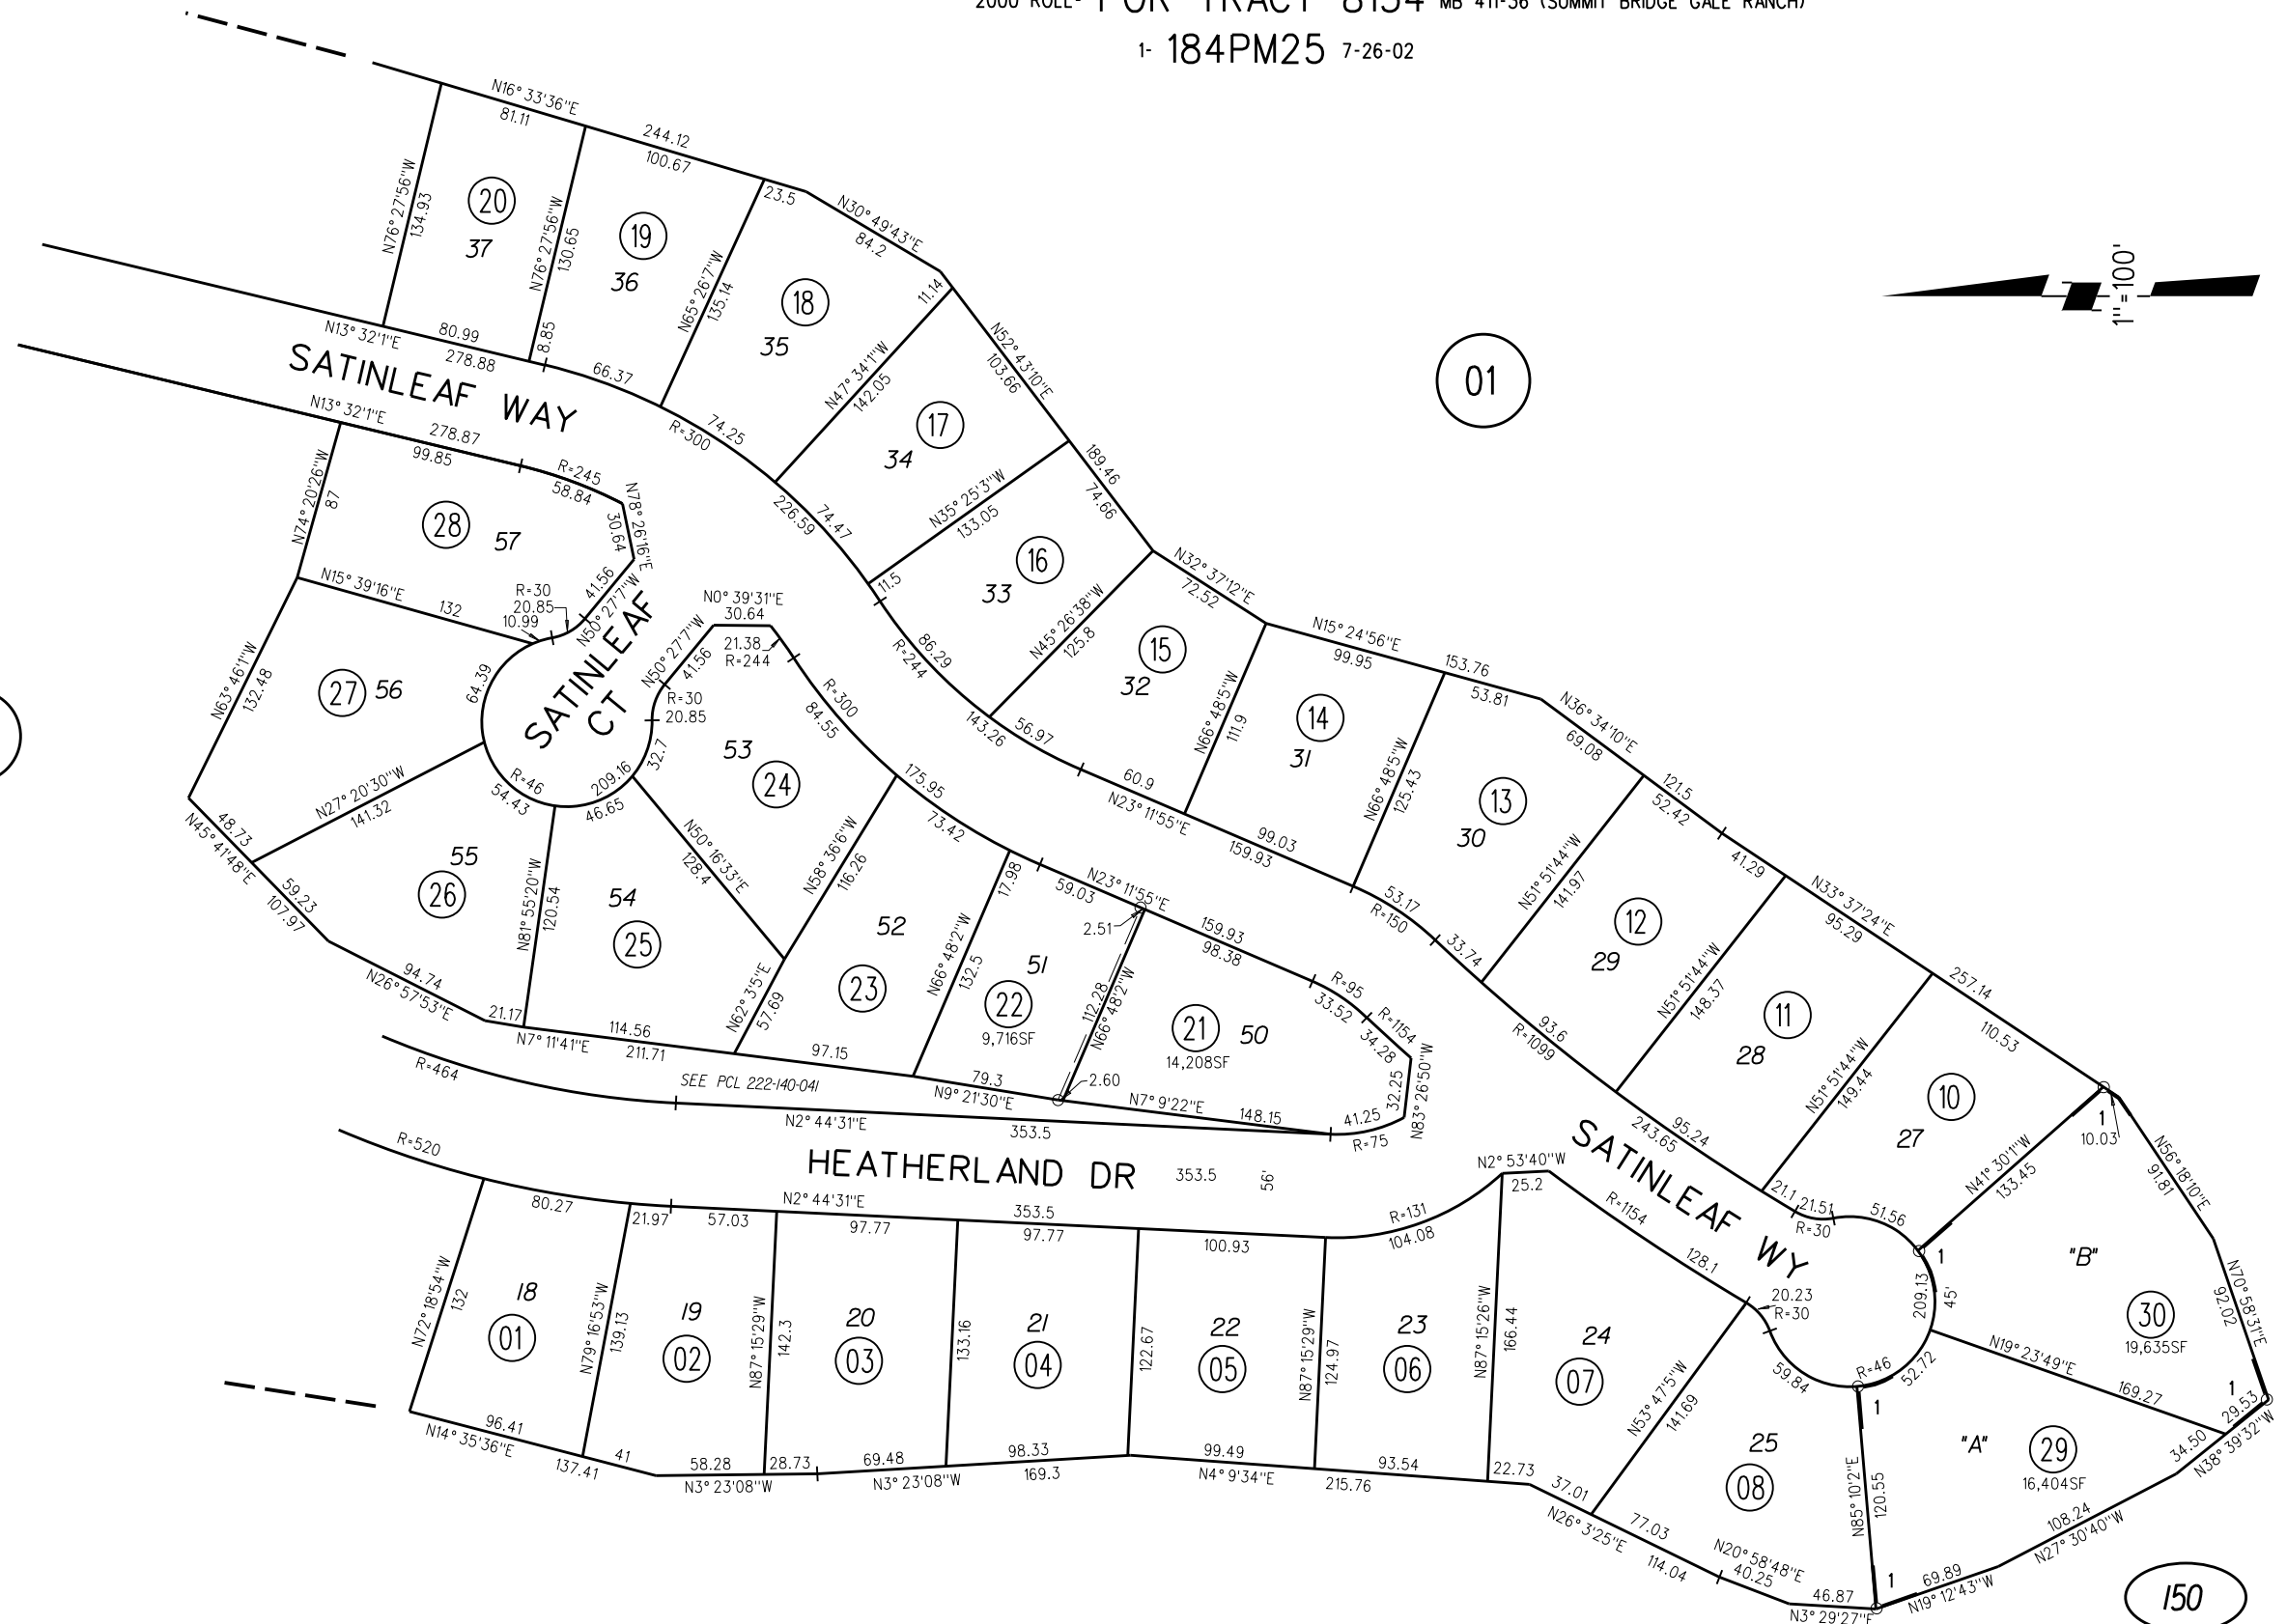 2000 ROLL- FOR TRACT 8154 MB 411-36 (SUMMIT BRIDGE GALE RANCH)
1- 184PM25 7-26-02
N16°33'36"E
81.11
244.12
100.67
23.5
N30°49'43"E
84.2
11.14
N76°27'56"W
134.93
20
37
N76°27'56"W
130.65
19
36
N65°26'7"W
135.14
18
35
N47°34'1"W
142.05
N52°43'10"E
103.66
17
34
01
1"=100'
N13°32'1"E
80.99
278.88
8.85
66.37
74.25
R=300
SATINLEAF WAY
N13°32'1"E
278.87
99.85
R=245
58.84
N78°26'16"E
30.64
N74°20'26"W
87
28
57
226.59
74.47
N35°25'3"W
133.05
189.46
74.66
16
33
11.5
N15°39'16"E
132
R=30
20.85
10.99
41.56
N50°27'7"W
SATINLEAF
CT
N0°39'31"E
30.64
21.38
R=244
N50°27'7"W
41.56
R=30
20.85
R=300
84.55
86.29
R=244
N45°26'38"W
125.8
N32°37'12"E
72.52
15
32
N15°24'56"E
99.95
153.76
53.81
N63°46'1"W
132.48
27
56
64.39
R=46
54.43
209.16
46.65
32.7
53
24
143.26
56.97
60.9
N23°11'55"E
N66°48'5"W
111.9
14
31
N66°48'5"W
125.43
N36°34'10"E
69.08
121.5
52.42
13
30
48.73
N45°41'48"E
59.23
107.97
N27°20'30"W
141.32
55
26
N81°55'20"W
120.54
54
25
N50°16'33"E
128.4
N58°36'6"W
116.26
175.95
73.42
99.03
159.93
53.17
R=150
33.74
N51°51'44"W
141.97
41.29
N33°37'24"E
95.29
12
29
52
23
17.98
59.03
N23°11'55"E
2.51
159.93
98.38
N66°48'2"W
132.5
51
22
9,716SF
112.28
N66°48'2"W
21
50
14,208SF
R=95
33.52
R=1154
34.28
32.25
N83°26'50"W
94.74
N26°57'53"E
21.17
N7°11'41"E
114.56
211.71
N62°3'5"E
57.69
97.15
SEE PCL 222-140-041
79.3
N9°21'30"E
2.60
N7°9'22"E
148.15
41.25
R=75
93.6
R=1099
N51°51'44"W
148.37
11
28
257.14
110.53
N51°51'44"W
149.44
10
27
R=464
N2°44'31"E
353.5
HEATHERLAND DR
353.5
56'
R=520
80.27
21.97
57.03
N2°44'31"E
97.77
353.5
97.77
100.93
R=131
104.08
N2°53'40"W
25.2
SATINLEAF WY
R=1154
128.1
243.65
95.24
21.1
21.51
R=30
51.56
N41°30'1"W
133.45
1
10.03
N56°18'10"E
91.81
"B"
30
19,635SF
N70°58'31"E
92.02
1
209.13
45'
20.23
R=30
59.84
R=46
52.72
N19°23'49"E
169.27
1
29.53
34.50
N38°39'32"W
N72°18'54"W
132
18
01
N79°16'53"W
139.13
19
02
N87°15'29"W
142.3
20
03
133.16
21
04
122.67
22
05
N87°15'29"W
124.97
23
06
N87°15'26"W
166.44
24
07
N53°47'5"W
141.69
25
08
1
N85°10'2"E
120.55
"A"
29
16,404SF
96.41
N14°35'36"E
137.41
41
58.28
N3°23'08"W
28.73
69.48
N3°23'08"W
98.33
169.3
99.49
N4°9'34"E
93.54
215.76
22.73
37.01
N26°3'25"E
77.03
114.04
N20°58'48"E
40.25
46.87
N3°29'27"E
1
69.89
N19°12'43"W
108.24
N27°30'40"W
150